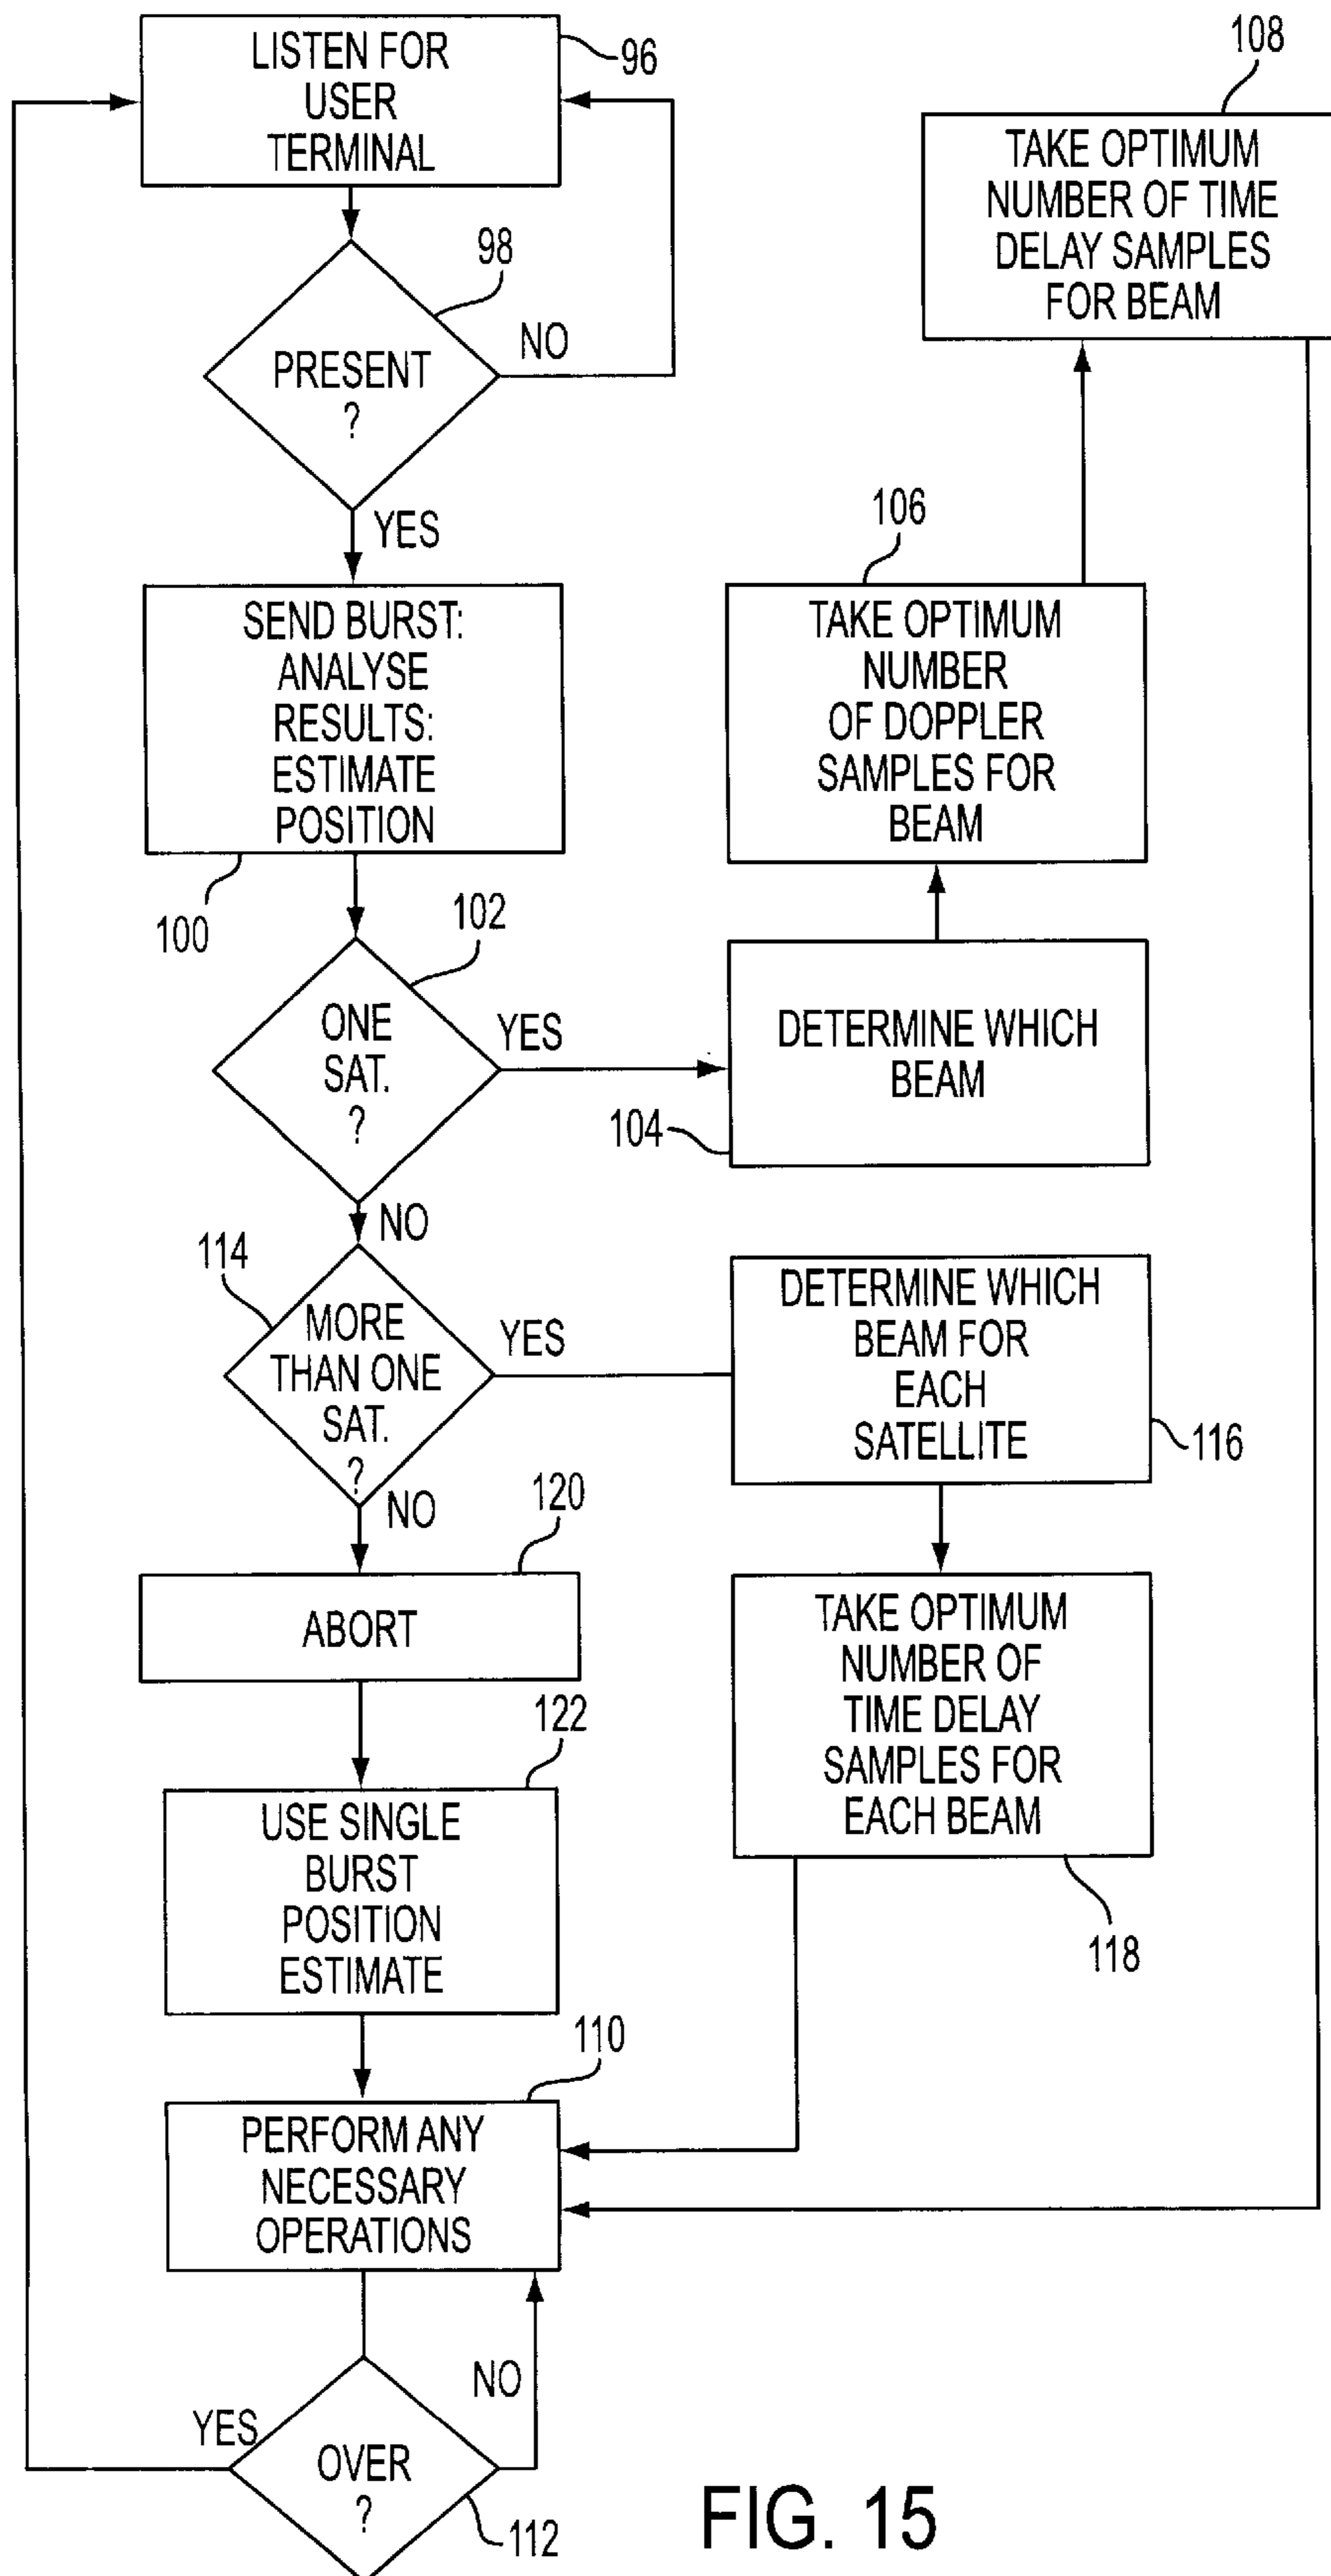 LISTEN FOR
USER
TERMINAL
96
108
TAKE OPTIMUM
NUMBER OF TIME
DELAY SAMPLES
FOR BEAM
98
PRESENT
?
NO
YES
106
SEND BURST:
ANALYSE
RESULTS:
ESTIMATE
POSITION
100
TAKE OPTIMUM
NUMBER
OF DOPPLER
SAMPLES FOR
BEAM
102
ONE
SAT.
?
YES
DETERMINE WHICH
BEAM
104
NO
114
MORE
THAN ONE
SAT.
?
YES
DETERMINE WHICH
BEAM FOR
EACH
SATELLITE
116
NO
120
ABORT
TAKE OPTIMUM
NUMBER OF
TIME DELAY
SAMPLES FOR
EACH BEAM
118
122
USE SINGLE
BURST
POSITION
ESTIMATE
110
PERFORM ANY
NECESSARY
OPERATIONS
NO
YES
OVER
?
112
FIG. 15